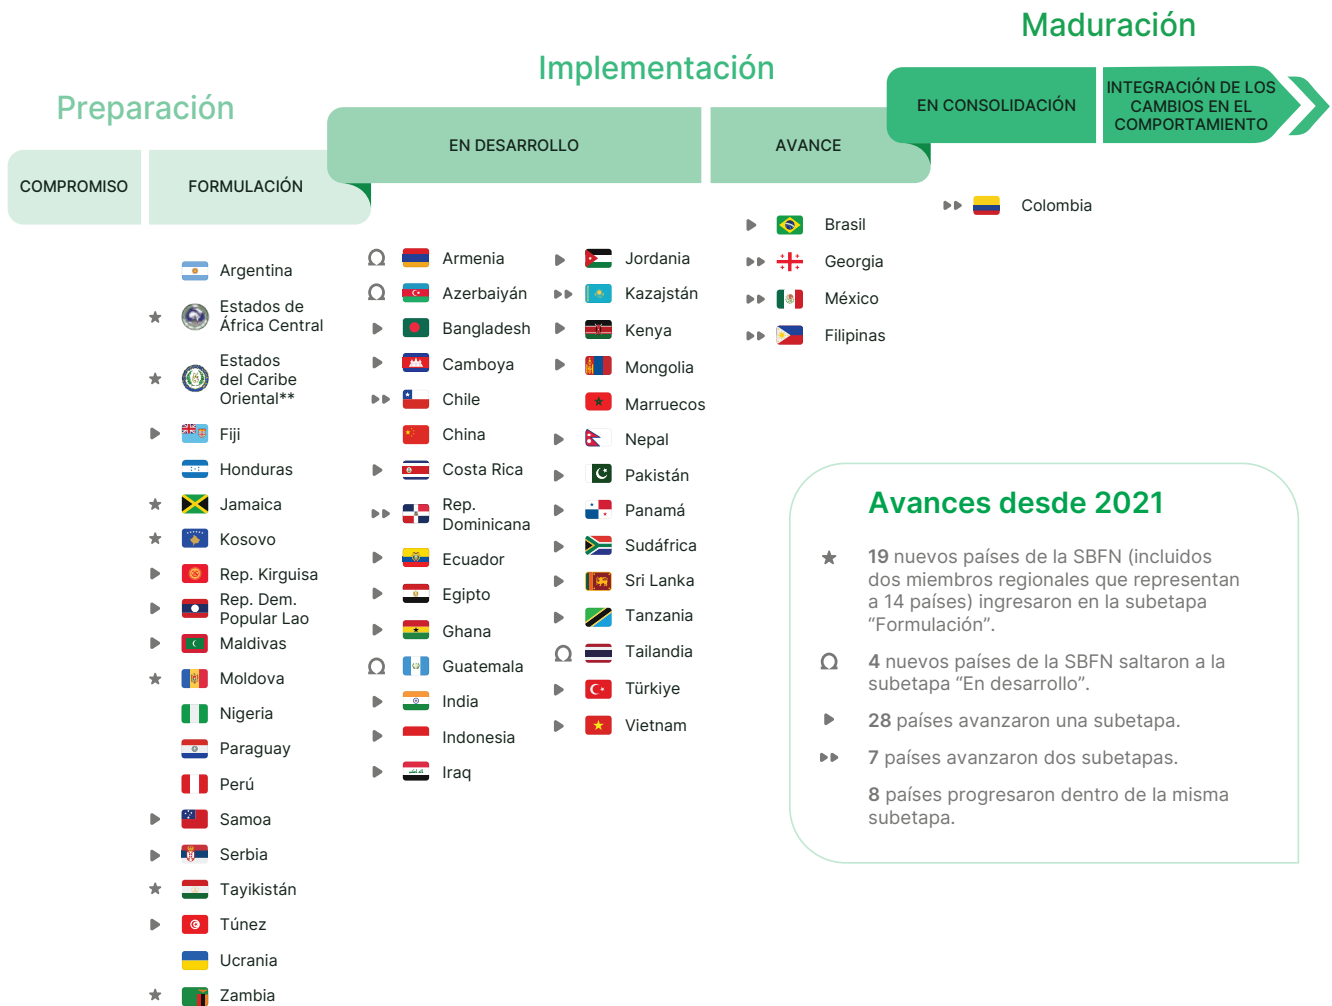 Preparación
Implementación
Maduración
COMPROMISO
FORMULACIÓN
EN DESARROLLO
AVANCE
EN CONSOLIDACIÓN
INTEGRACIÓN DE LOS
CAMBIOS EN EL
COMPORTAMIENTO
Argentina
Estados de
África Central
Estados
del Caribe
Oriental**
Fiji
Honduras
Jamaica
Kosovo
Rep. Kirguisa
Rep. Dem.
Popular Lao
Maldivas
Moldova
Nigeria
Paraguay
Perú
Samoa
Serbia
Tayikistán
Túnez
Ucrania
Zambia
Armenia
Azerbaiyán
Bangladesh
Camboya
Chile
China
Costa Rica
Rep.
Dominicana
Ecuador
Egipto
Ghana
Guatemala
India
Indonesia
Iraq
Jordania
Kazajstán
Kenya
Mongolia
Marruecos
Nepal
Pakistán
Panamá
Sudáfrica
Sri Lanka
Tanzania
Tailandia
Türkiye
Vietnam
Brasil
Georgia
México
Filipinas
Colombia
Avances desde 2021
19 nuevos países de la SBFN (incluidos
dos miembros regionales que representan
a 14 países) ingresaron en la subetapa
“Formulación”.
4 nuevos países de la SBFN saltaron a la
subetapa “En desarrollo”.
28 países avanzaron una subetapa.
7 países avanzaron dos subetapas.
8 países progresaron dentro de la misma
subetapa.